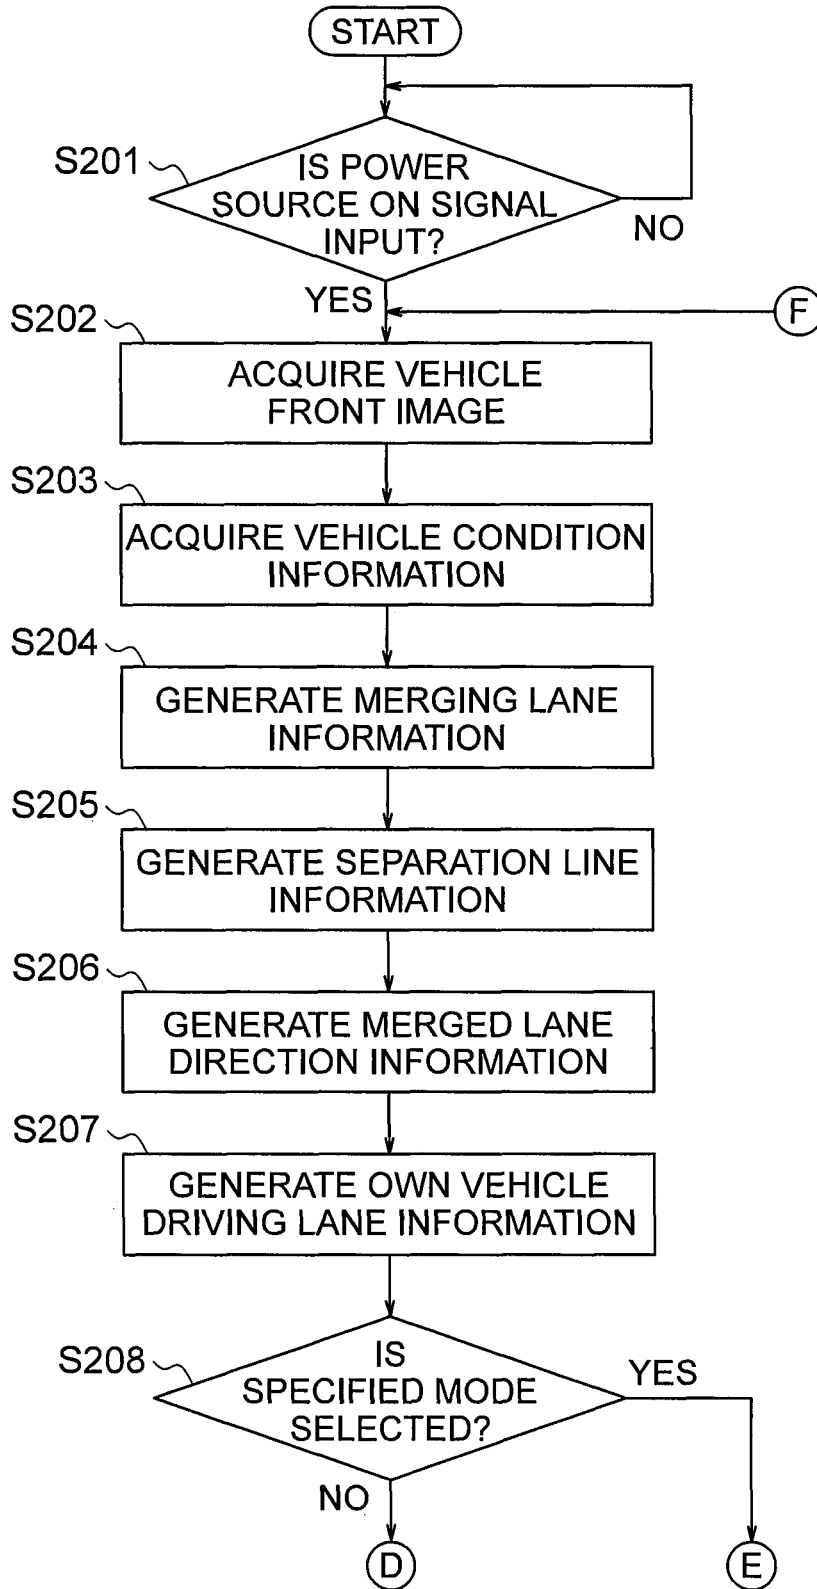 START
S201
IS POWER
SOURCE ON SIGNAL
INPUT?
NO
YES
F
S202
ACQUIRE VEHICLE
FRONT IMAGE
S203
ACQUIRE VEHICLE CONDITION
INFORMATION
S204
GENERATE MERGING LANE
INFORMATION
S205
GENERATE SEPARATION LINE
INFORMATION
S206
GENERATE MERGED LANE
DIRECTION INFORMATION
S207
GENERATE OWN VEHICLE
DRIVING LANE INFORMATION
S208
IS
SPECIFIED MODE
SELECTED?
YES
NO
D
E